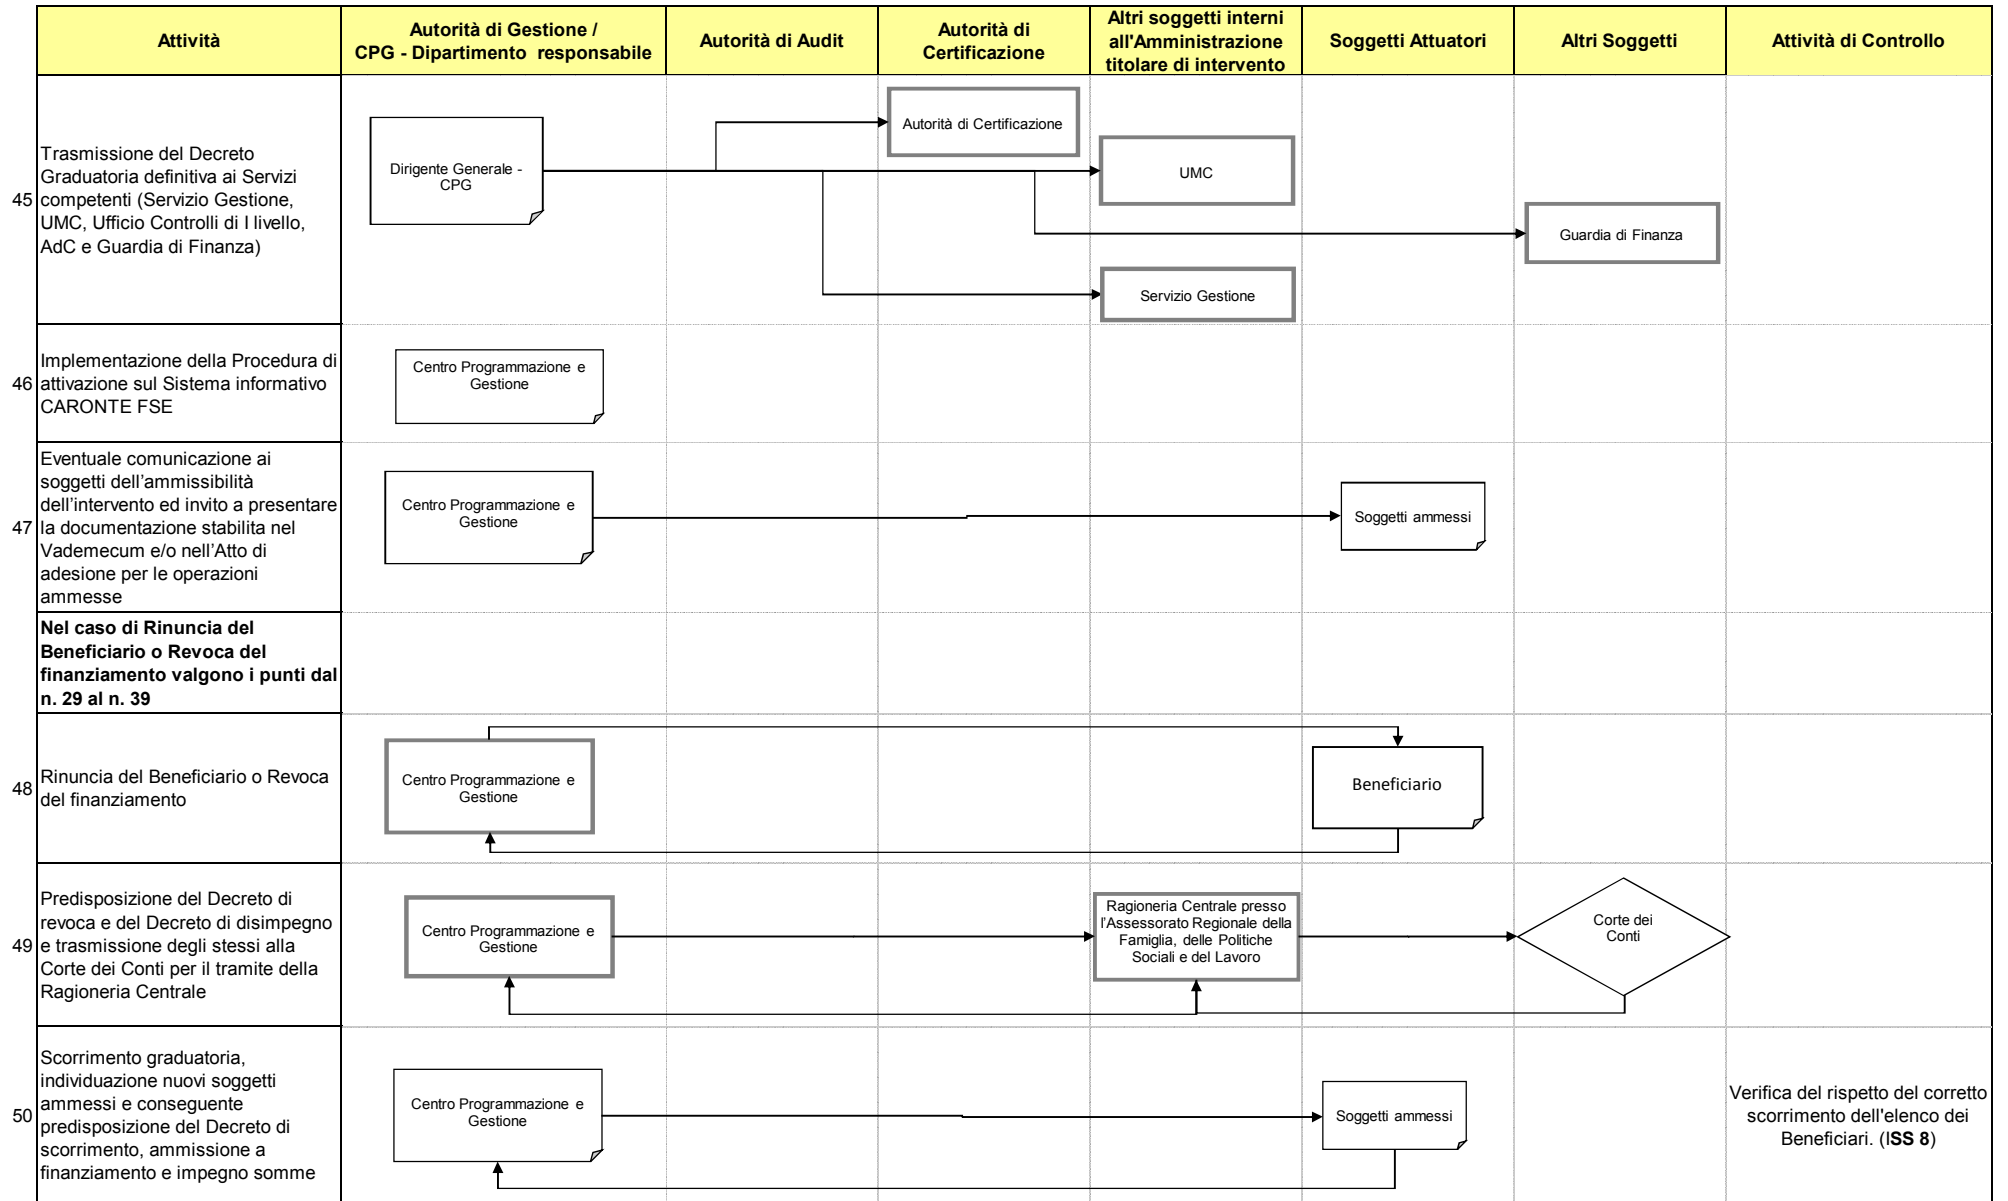 Attività
Autorità di Gestione /
CPG - Dipartimento responsabile
Autorità di Audit
Autorità di
Certificazione
Altri soggetti interni
all'Amministrazione
titolare di intervento
Soggetti Attuatori
Altri Soggetti
Attività di Controllo
45
Trasmissione del Decreto
Graduatoria definitiva ai Servizi
competenti (Servizio Gestione,
UMC, Ufficio Controlli di I livello,
AdC e Guardia di Finanza)
Dirigente Generale -
CPG
Autorità di Certificazione
UMC
Guardia di Finanza
Servizio Gestione
46
Implementazione della Procedura di
attivazione sul Sistema informativo
CARONTE FSE
Centro Programmazione e
Gestione
47
Eventuale comunicazione ai
soggetti dell’ammissibilità
dell’intervento ed invito a presentare
la documentazione stabilita nel
Vademecum e/o nell’Atto di
adesione per le operazioni
ammesse
Centro Programmazione e
Gestione
Soggetti ammessi
Nel caso di Rinuncia del
Beneficiario o Revoca del
finanziamento valgono i punti dal
n. 29 al n. 39
48
Rinuncia del Beneficiario o Revoca
del finanziamento
Centro Programmazione e
Gestione
Beneficiario
49
Predisposizione del Decreto di
revoca e del Decreto di disimpegno
e trasmissione degli stessi alla
Corte dei Conti per il tramite della
Ragioneria Centrale
Centro Programmazione e
Gestione
Ragioneria Centrale presso
l’Assessorato Regionale della
Famiglia, delle Politiche
Sociali e del Lavoro
Corte dei
Conti
50
Scorrimento graduatoria,
individuazione nuovi soggetti
ammessi e conseguente
predisposizione del Decreto di
scorrimento, ammissione a
finanziamento e impegno somme
Centro Programmazione e
Gestione
Soggetti ammessi
Verifica del rispetto del corretto
scorrimento dell'elenco dei
Beneficiari. (ISS 8)